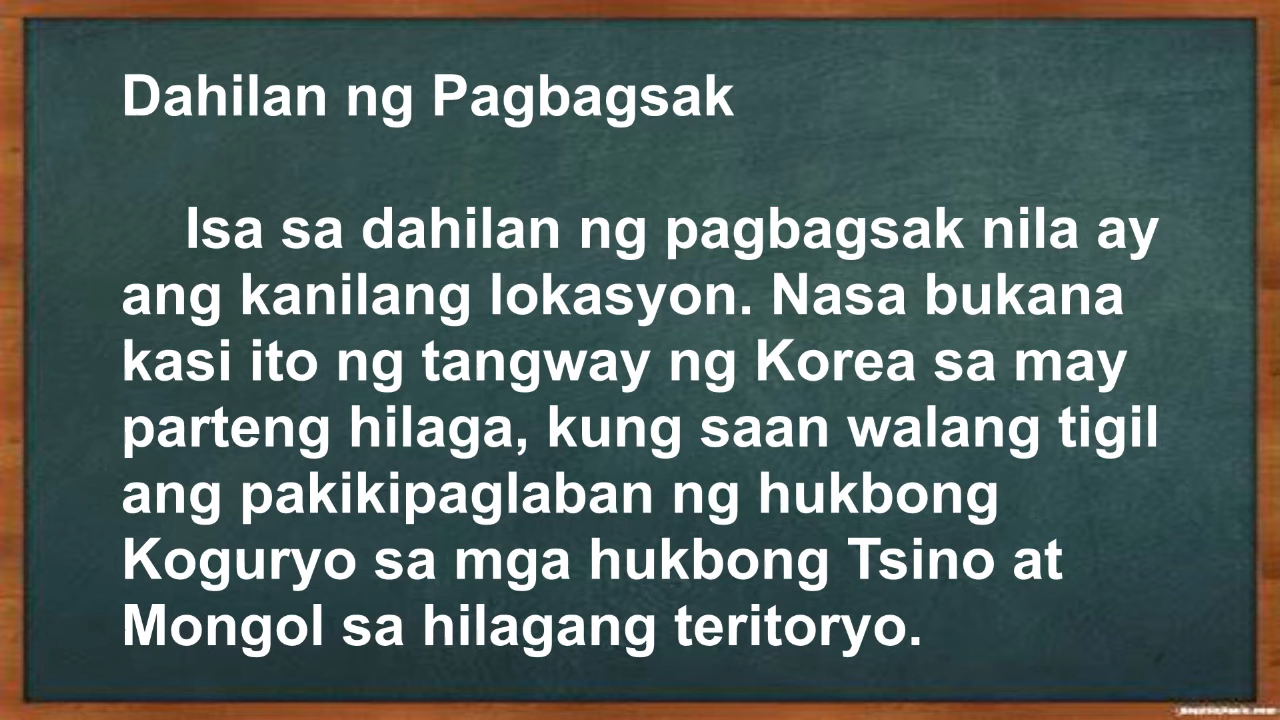 Dahilan ng Pagbagsak
Isa sa dahilan ng pagbagsak nila ay
ang kanilang lokasyon. Nasa bukana
kasi ito ng tangway ng Korea sa may
parteng hilaga, kung saan walang tigil
ang pakikipaglaban ng hukbong
Koguryo sa mga hukbong Tsino at
Mongol sa hilagang teritoryo.